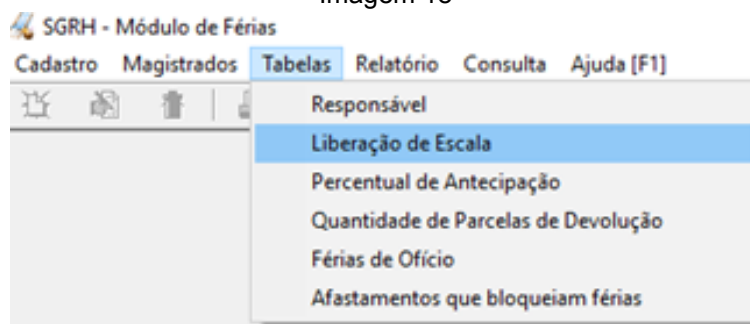 SGRH - Módulo de Férias
Cadastro Magistrados Tabelas Relatório Consulta Ajuda [F1]
Responsável
Liberação de Escala
Percentual de Antecipação
Quantidade de Parcelas de Devolução
Férias de Ofício
Afastamentos que bloqueiam férias